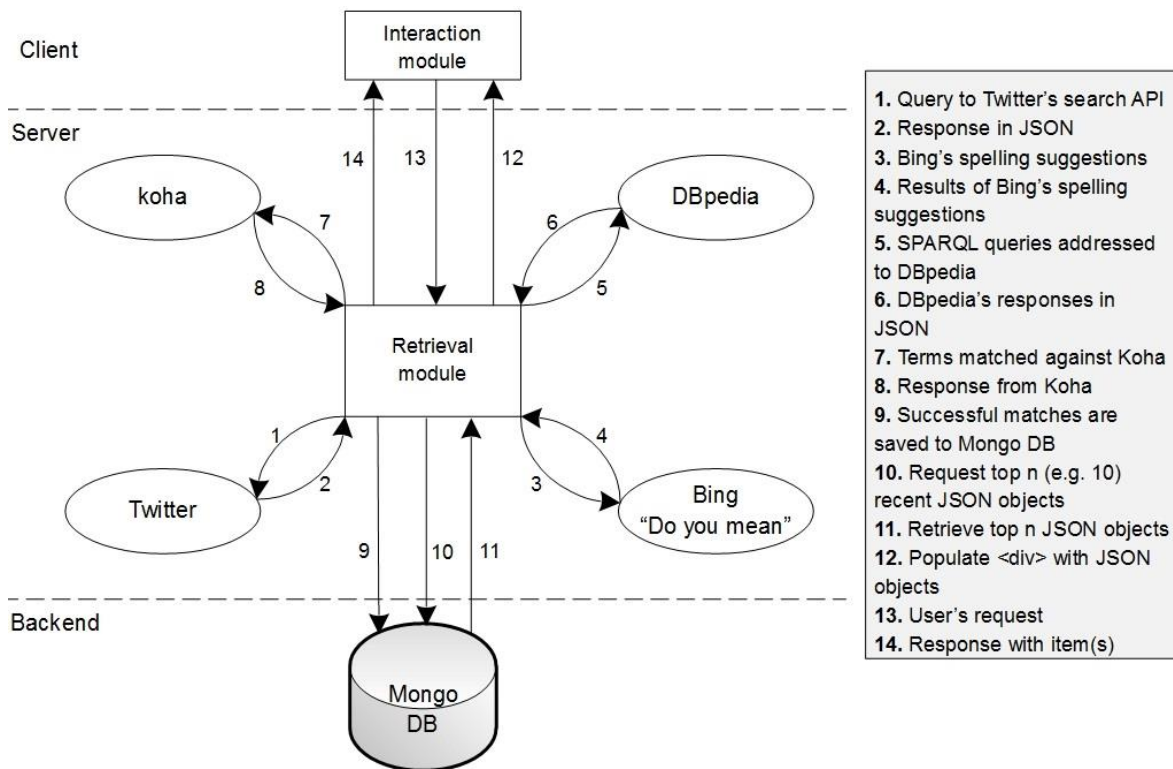 Client
Interaction
module
Server
14
13
12
koha
7
8
DBpedia
6
5
Retrieval
module
Twitter
1
2
Bing
“Do you mean”
4
3
9
10
11
Backend
Mongo
DB
1. Query to Twitter’s search API
2. Response in JSON
3. Bing’s spelling suggestions
4. Results of Bing’s spelling
suggestions
5. SPARQL queries addressed
to DBpedia
6. DBpedia’s responses in
JSON
7. Terms matched against Koha
8. Response from Koha
9. Successful matches are
saved to Mongo DB
10. Request top n (e.g. 10)
recent JSON objects
11. Retrieve top n JSON objects
12. Populate <div> with JSON
objects
13. User’s request
14. Response with item(s)